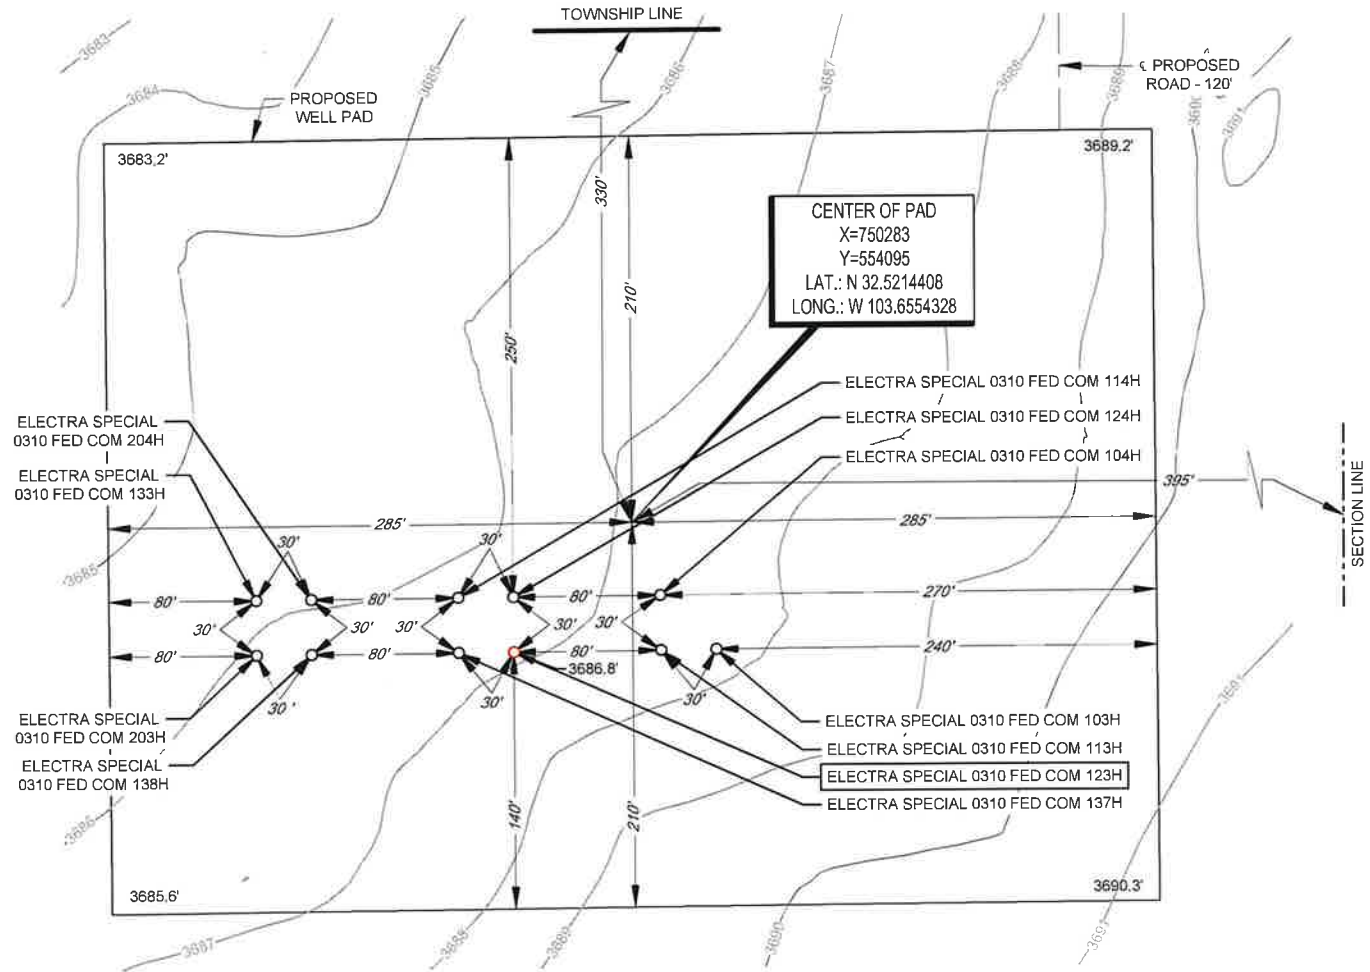 TOWNSHIP LINE
℄ PROPOSED
ROAD - 120'
PROPOSED
WELL PAD
3683
3684
3685
3686
3687
3688
3691
3683.2'
3689.2'
330'
210'
250'
CENTER OF PAD
X=750283
Y=554095
LAT.: N 32.5214408
LONG.: W 103.6554328
ELECTRA SPECIAL 0310 FED COM 114H
ELECTRA SPECIAL 0310 FED COM 124H
ELECTRA SPECIAL 0310 FED COM 104H
ELECTRA SPECIAL
0310 FED COM 204H
ELECTRA SPECIAL
0310 FED COM 133H
395'
SECTION LINE
285'
285'
30'
30'
3685
80'
80'
80'
270'
30'
30'
30'
30'
30'
80'
80'
80'
240'
3686.8'
30'
30'
30'
ELECTRA SPECIAL
0310 FED COM 203H
ELECTRA SPECIAL
0310 FED COM 138H
ELECTRA SPECIAL 0310 FED COM 103H
ELECTRA SPECIAL 0310 FED COM 113H
ELECTRA SPECIAL 0310 FED COM 123H
ELECTRA SPECIAL 0310 FED COM 137H
3691
3686
140'
210'
3685.6'
3690.3'
3687
3688
3689
3690
3691